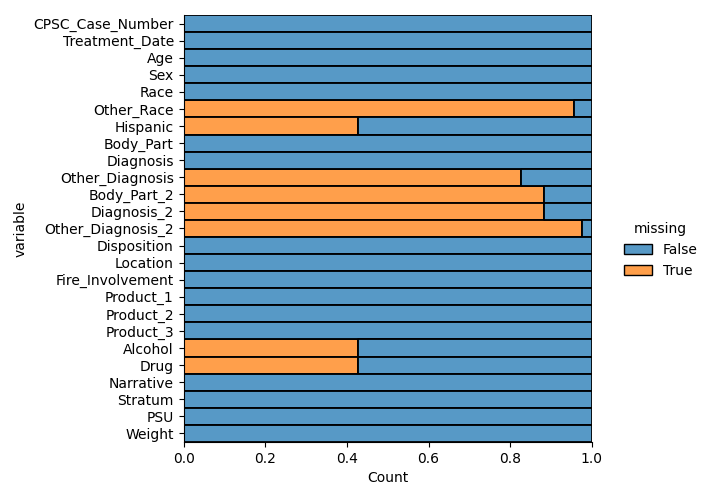 CPSC_Case_Number
Treatment_Date
Age
Sex
Race
Other_Race
Hispanic
Body_Part
Diagnosis
Other_Diagnosis
Body_Part_2
Diagnosis_2
Other_Diagnosis_2
Disposition
Location
Fire_Involvement
Product_1
Product_2
Product_3
Alcohol
Drug
Narrative
Stratum
PSU
Weight
variable
0.0 0.2 0.4 0.6 0.8 1.0
Count
missing
False
True